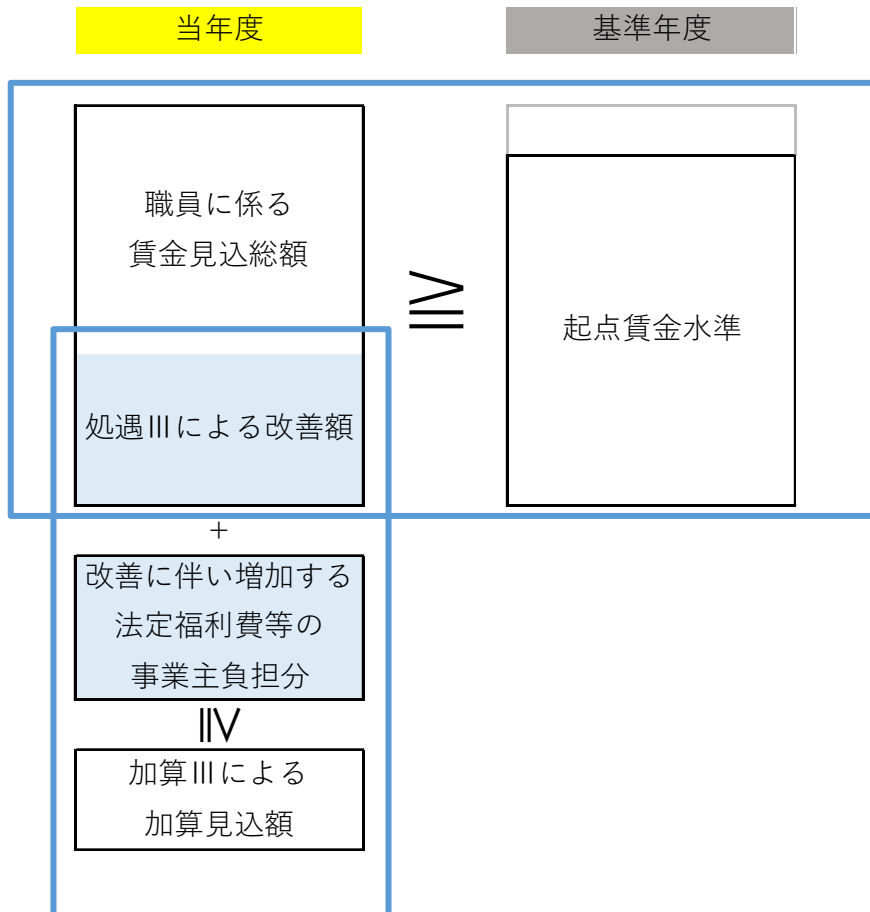 当年度
基準年度
職員に係る
賃金見込総額
≧
起点賃金水準
処遇Ⅲによる改善額
+
改善に伴い増加する
法定福利費等の
事業主負担分
≧
加算Ⅲによる
加算見込額